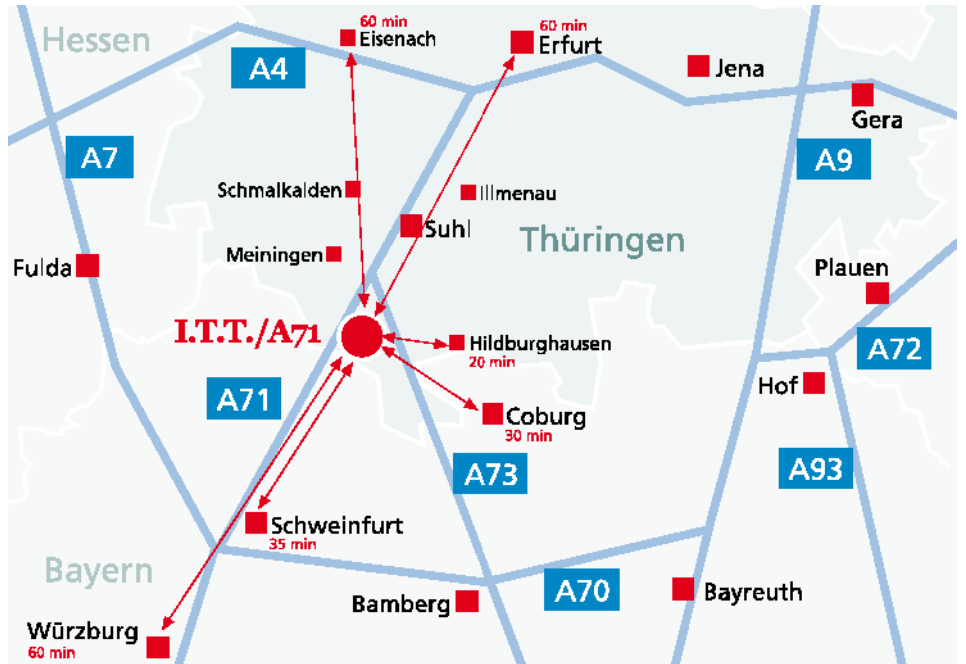 60 min
Eisenach
60 min
Erfurt
Hessen
A4
Jena
Gera
A7
A9
Schmalkalden
Illmenau
Suhl
Thüringen
Meiningen
Fulda
Plauen
I.T.T./A71
Hildburghausen
20 min
A72
A71
Hof
Coburg
30 min
A73
A93
Schweinfurt
35 min
Bayern
A70
Bamberg
Bayreuth
Würzburg
60 min